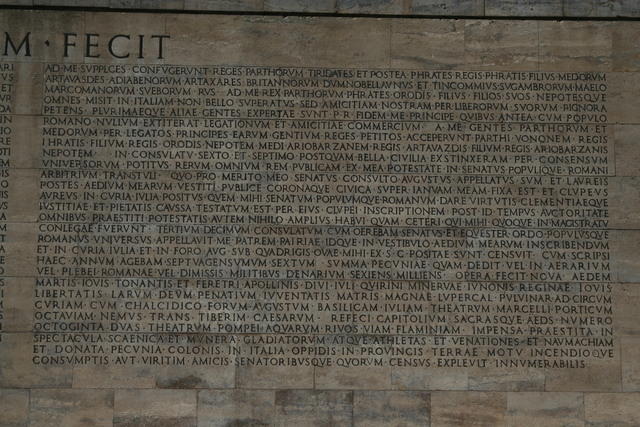 M · FECIT
AD · ME · SVPPLICES · CONFVGERVNT · REGES · PARTHORVM · TIRIDATES · ET · POSTEA · PHRATES · REGIS · PHRATIS · FILIVS · MEDORVM
ARTAVASDES · ADIABENORVM · ARTAXARES · BRITANNORVM · DVMNOBELLAVNVS · ET · TINCOMMIVS · SVGAMBRORVM · MAELO
MARCOMANORVM · SVEBORVM · RVS · AD · ME · REX · PARTHORVM · PHRATES · ORODIS · FILIVS · FILIOS · SVOS · NEPOTESQVE
OMNES · MISIT · IN · ITALIAM · NON · BELLO · SVPERATVS · SED · AMICITIAM · NOSTRAM · PER · LIBERORVM · SVORVM · PIGNORA
PETENS · PLVRIMAEQVE · ALIAE · GENTES · EXPERTAE · SVNT · P · R · FIDEM · ME · PRINCIPE · QVIBVS · ANTEA · CVM · POPVLO
ROMANO · NVLLVM · EXTITERAT · LEGATIONVM · ET · AMICITIAE · COMMERCIVM · A · ME · GENTES · PARTHORVM · ET
MEDORVM · PER · LEGATOS · PRINCIPES · EARVM · GENTIVM · REGES · PETITOS · ACCEPERVNT · PARTHI · VONONEM · REGIS
PHRATIS · FILIVM · REGIS · ORODIS · NEPOTEM · MEDI · ARIOBARZANEM · REGIS · ARTAVAZDIS · FILIVM · REGIS · ARIOBARZANIS
NEPOTEM · IN · CONSVLATV · SEXTO · ET · SEPTIMO · POSTQVAM · BELLA · CIVILIA · EXSTINXERAM · PER · CONSENSVM
VNIVERSORVM · POTITVS · RERVM · OMNIVM · REM · PVBLICAM · EX · MEA · POTESTATE · IN · SENATVS · POPVLIQVE · ROMANI
ARBITRIVM · TRANSTVLI · QVO · PRO · MERITO · MEO · SENATVS · CONSVLTO · AVGVSTVS · APPELLATVS · SVM · ET · LAVREIS
POSTES · AEDIVM · MEARVM · VESTITI · PVBLICE · CORONAQVE · CIVICA · SVPER · IANVAM · MEAM · FIXA · EST · ET · CLVPEVS
AVREVS · IN · CVRIA · IVLIA · POSITVS · QVEM · MIHI · SENATVM · POPVLVMQVE · ROMANVM · DARE · VIRTVTIS · CLEMENTIAEQVE
IVSTITIAE · ET · PIETATIS · CAVSSA · TESTATVM · EST · PER · EIVS · CLVPEI · INSCRIPTIONEM · POST · ID · TEMPVS · AVCTORITATE
OMNIBVS · PRAESTITI · POTESTATIS · AVTEM · NIHILO · AMPLIVS · HABVI · QVAM · CETERI · QVI · MIHI · QVOQVE · IN · MAGISTRATV
CONLEGAE · FVERVNT · TERTIVM · DECIMVM · CONSVLATVM · CVM · GEREBAM · SENATVS · ET · EQVESTER · ORDO · POPVLVSQVE
ROMANVS · VNIVERSVS · APPELLAVIT · ME · PATREM · PATRIAE · IDQVE · IN · VESTIBVLO · AEDIVM · MEARVM · INSCRIBENDVM
ET · IN · CVRIA · IVLIA · ET · IN · FORO · AVG · SVB · QVADRIGIS · QVAE · MIHI · EX · S · C · POSITAE · SVNT · CENSVIT · CVM · SCRIPSI
HAEC · ANNVM · AGEBAM · SEPTVAGENSVMVM · SEXTVM · SVMMA · PECVNIAE · QVAM · DEDIT · VEL · IN · AERARIVM
VEL · PLEBEI · ROMANAE · VEL · DIMISSIS · MILITIBVS · DENARIVM · SEXIENS · MILLIENS · OPERA · FECIT · NOVA · AEDEM
MARTIS · IOVIS · TONANTIS · ET · FERETRI · APOLLINIS · DIVI · IVLI · QVIRINI · MINERVAE · IVNONIS · REGINAE · IOVIS
LIBERTATIS · LARVM · DEVM · PENATIVM · IVVENTATIS · MATRIS · MAGNAE · LVPERCAL · PVLVINAR · AD · CIRCVM
CVRIAM · CVM · CHALCIDICO · FORVM · AVGVSTVM · BASILICAM · IVLIAM · THEATRVM · MARCELLI · PORTICVM
OCTAVIAM · NEMVS · TRANS · TIBERIM · CAESARVM · REFECI · CAPITOLIVM · SACRASQVE · AEDES · NVMERO
OCTOGINTA · DVAS · THEATRVM · POMPEI · AQVARVM · RIVOS · VIAM · FLAMINIAM · IMPENSA · PRAESTITA · IN
SPECTACVLA · SCAENICA · ET · MVNERA · GLADIATORVM · ATQVE · ATHLETAS · ET · VENATIONES · ET · NAVMACHIAM
ET · DONATA · PECVNIA · COLONIS · IN · ITALIA · OPPIDIS · IN · PROVINCIS · TERRAE · MOTV · INCENDIOQVE
CONSVMPTIS · AVT · VIRITIM · AMICIS · SENATORIBVSQVE · QVORVM · CENSVS · EXPLEVIT · INNVMERABILIS